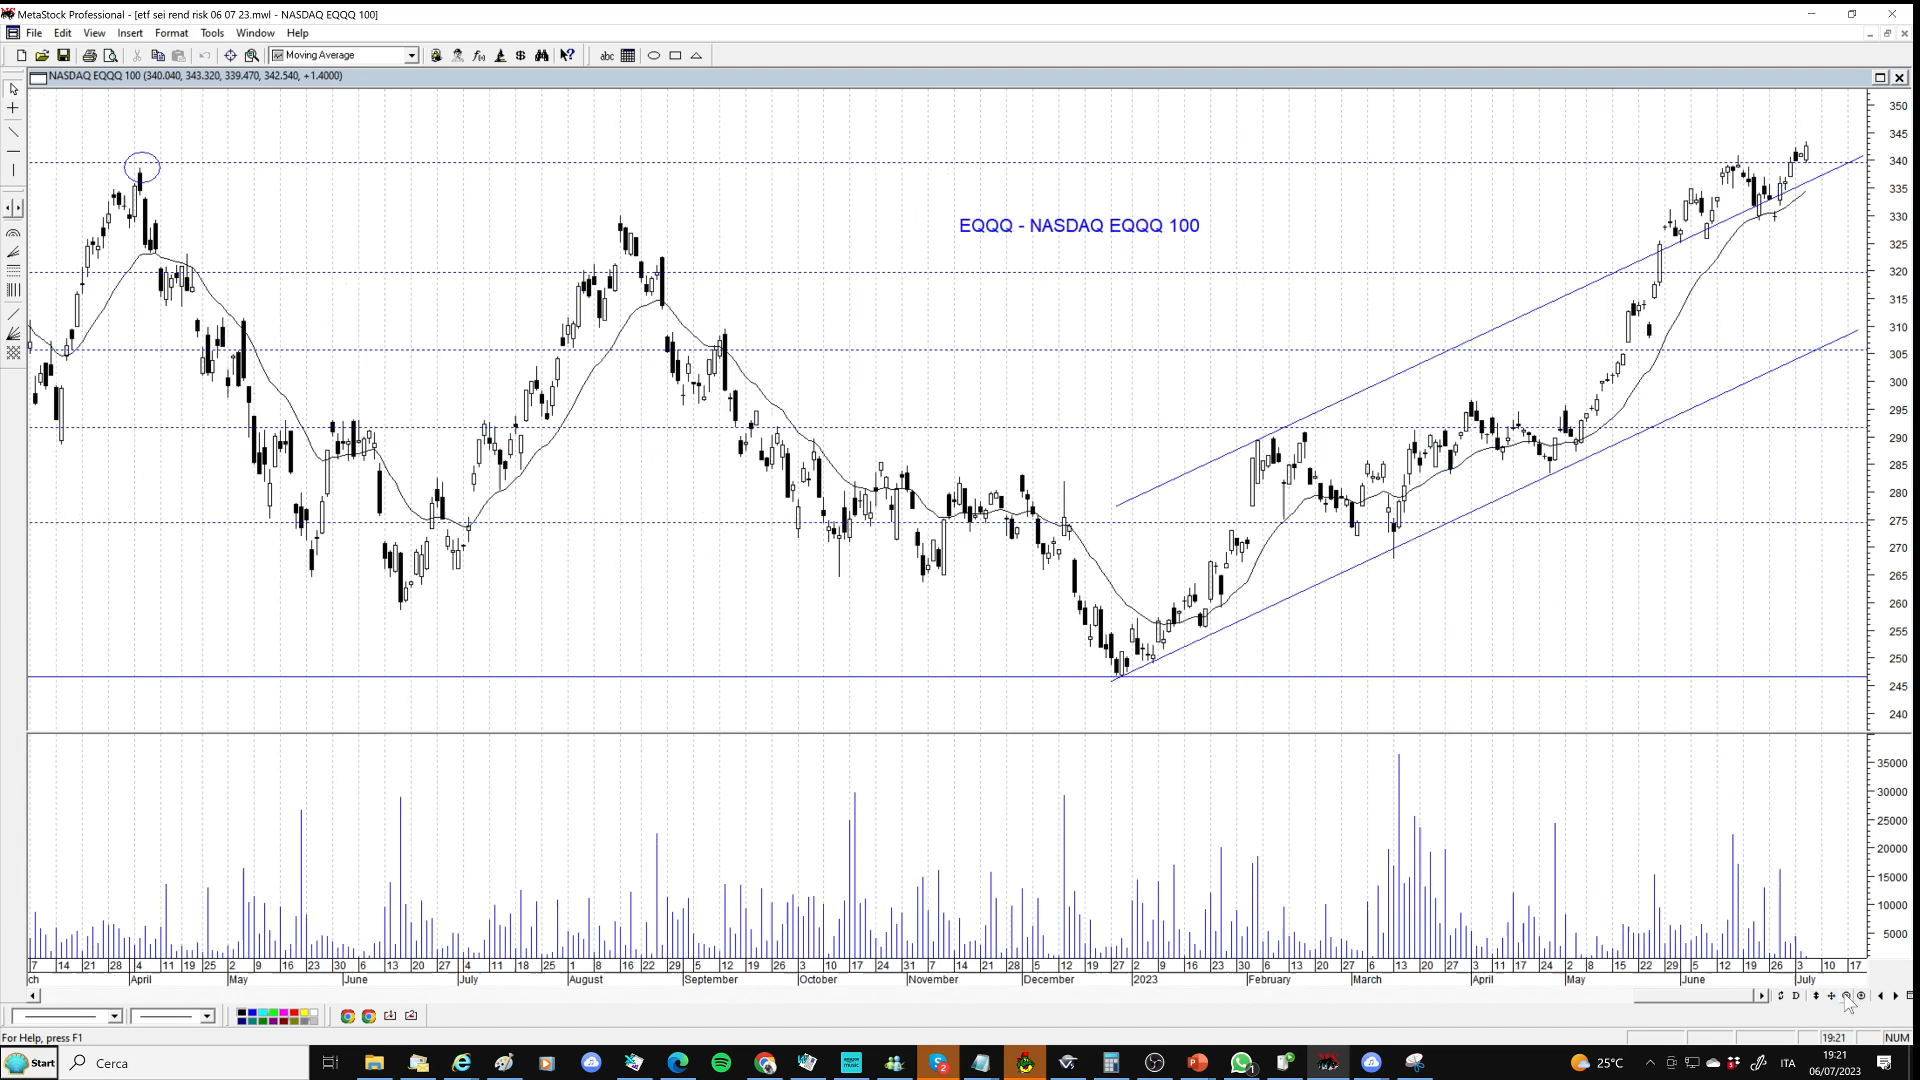 MetaStock Professional - [etf sei rend risk 06 07 23.mwl - NASDAQ EQQQ 100]
File Edit View Insert Format Tools Window Help
Moving Average
abc
NASDAQ EQQQ 100 (340.040, 343.320, 339.470, 342.540, +1.4000)
350
345
340
335
330
325
320
315
310
305
300
295
290
285
280
275
270
265
260
255
250
245
240
EQQQ - NASDAQ EQQQ 100
35000
30000
25000
20000
15000
10000
5000
7 14 21 28 4 11 19 25 2 9 16 23 30 6 13 20 27 4 11 18 25 1 8 16 22 29 5 12 19 26 3 10 17 24 31 7 14 21 28 5 12 19 27 2 9 16 23 30 6 13 20 27 6 13 20 27 3 11 17 24 2 8 15 22 29 5 12 19 26 3 10 17
ch April May June July August September October November December 2023 February March April May June July
D
For Help, press F1
19:21 NUM
Start Cerca 25°C ITA 19:21
06/07/2023